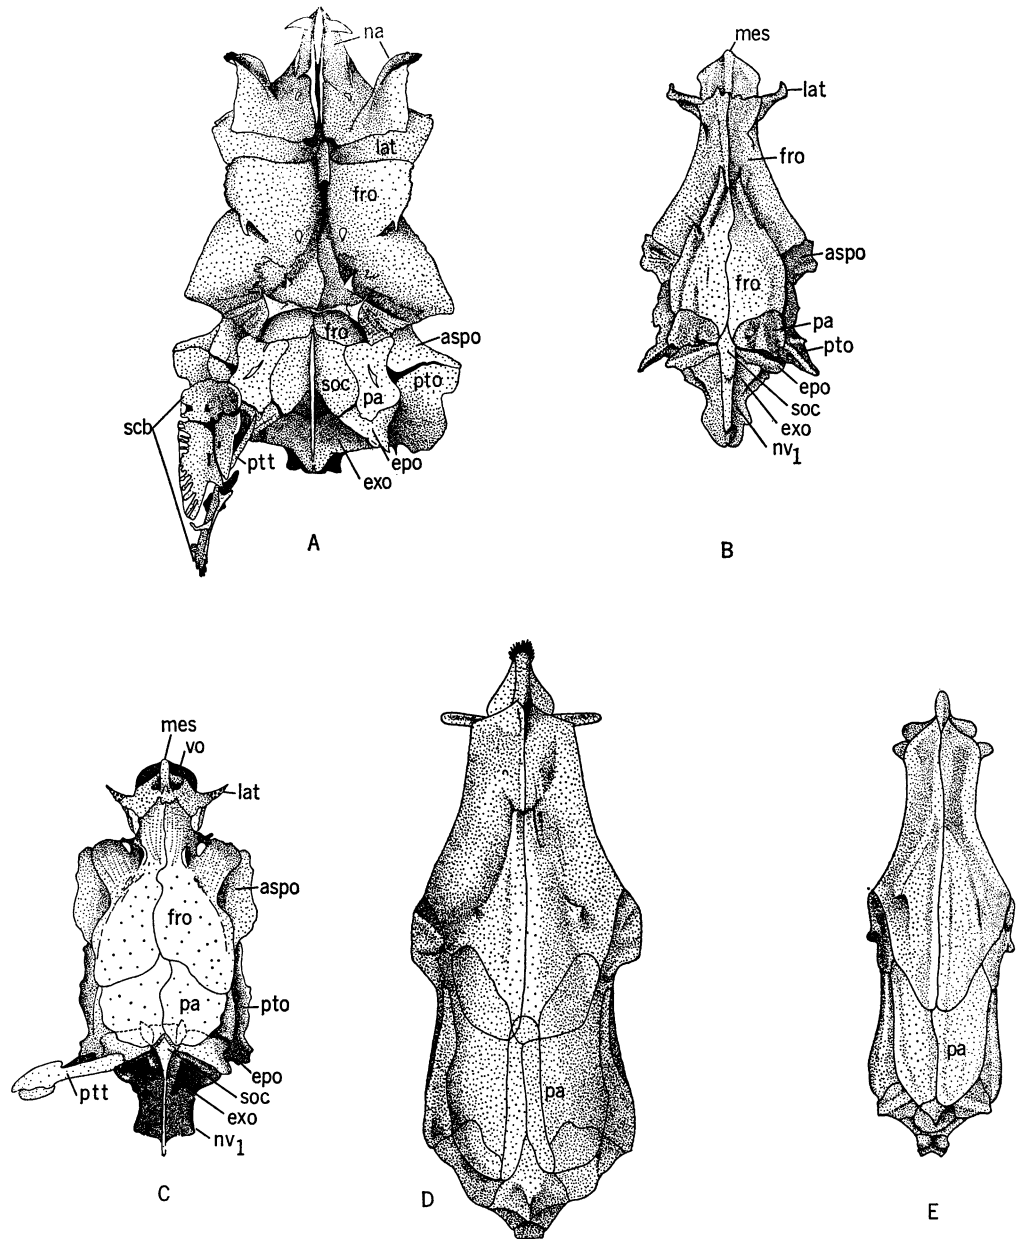 na
lat
fro
fro
aspo
soc
pa
pto
scb
ptt
epo
exo
A
mes
lat
fro
aspo
fro
pa
pto
epo
soc
exo
nv1
B
mes
vo
lat
aspo
fro
pa
pto
epo
ptt
soc
exo
nv1
C
pa
D
pa
E